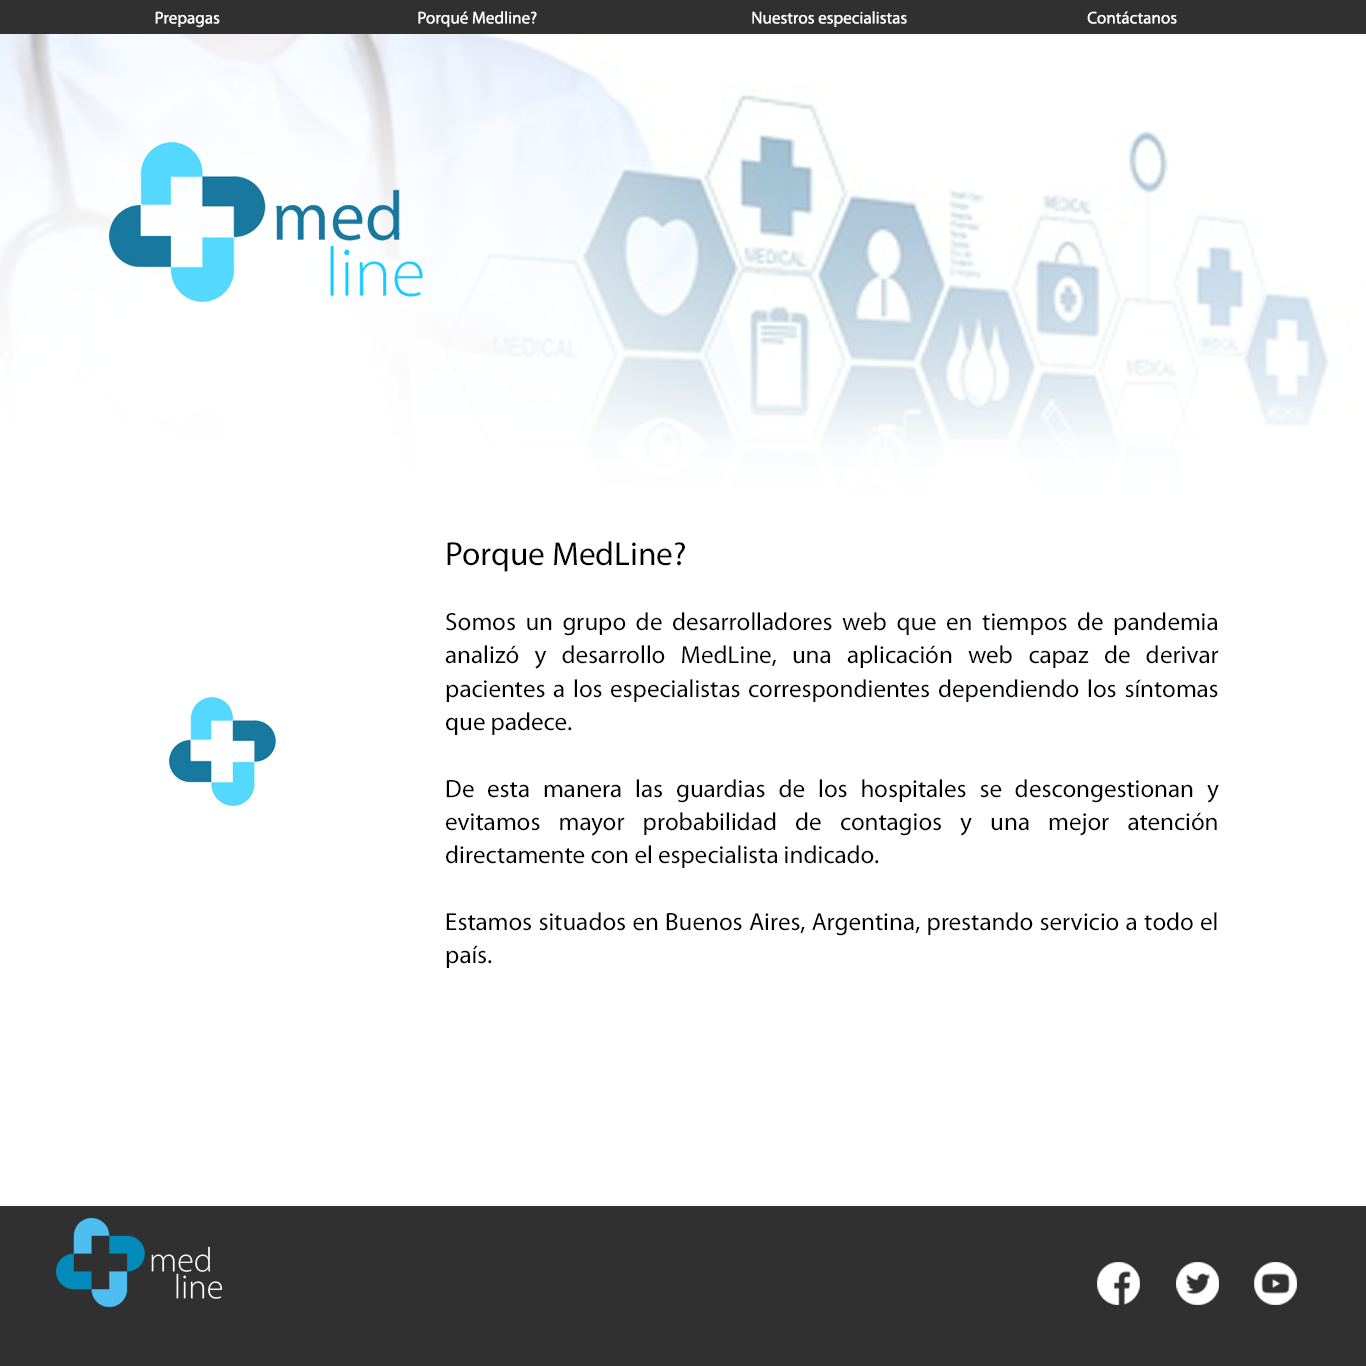 Prepagas
Porqué Medline?
Nuestros especialistas
Contáctanos
med
line
MEDICAL
MEDICAL
MEDICAL
MEDICAL
MEDICAL
Porque MedLine?
Somos un grupo de desarrolladores web que en tiempos de pandemia
analizó y desarrollo MedLine, una aplicación web capaz de derivar
pacientes a los especialistas correspondientes dependiendo los síntomas
que padece.
De esta manera las guardias de los hospitales se descongestionan y
evitamos mayor probabilidad de contagios y una mejor atención
directamente con el especialista indicado.
Estamos situados en Buenos Aires, Argentina, prestando servicio a todo el
país.
med
line